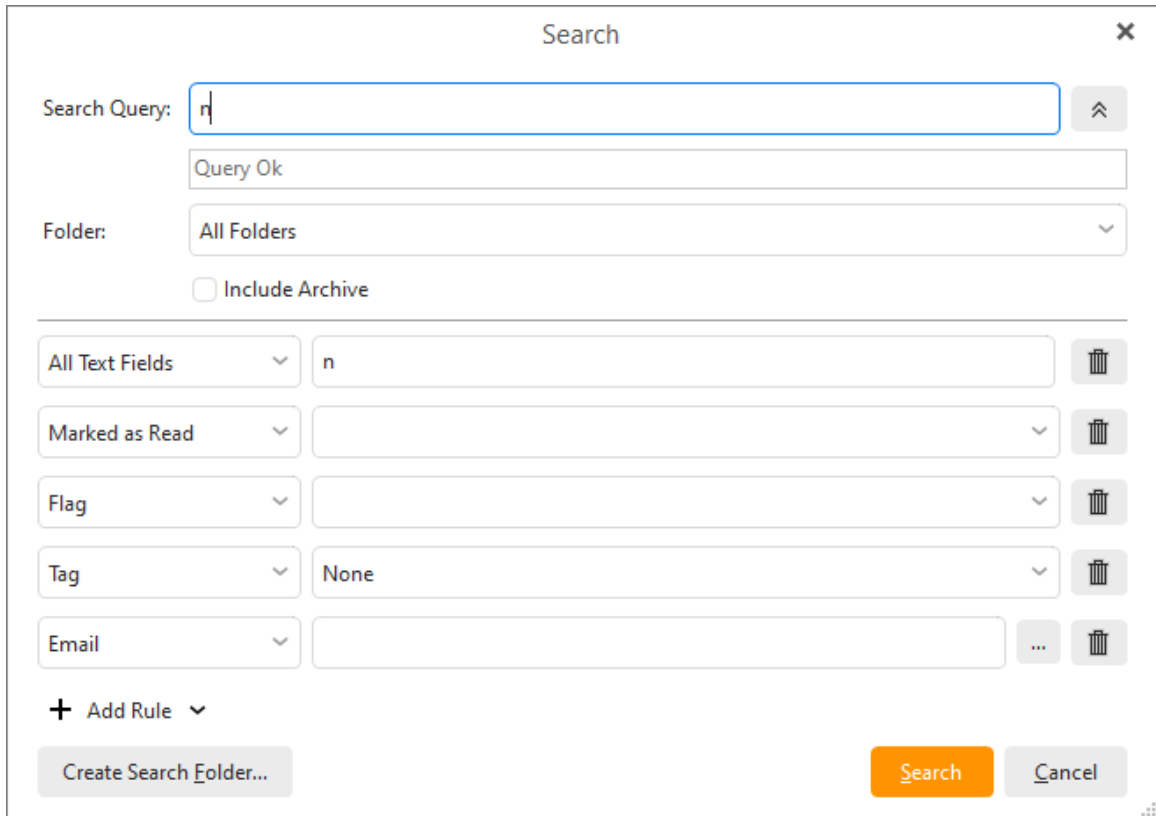 Search
Search Query: n
Query Ok
Folder: All Folders
Include Archive
All Text Fields n
Marked as Read
Flag
Tag None
Email ...
Add Rule
Create Search Folder... Search Cancel